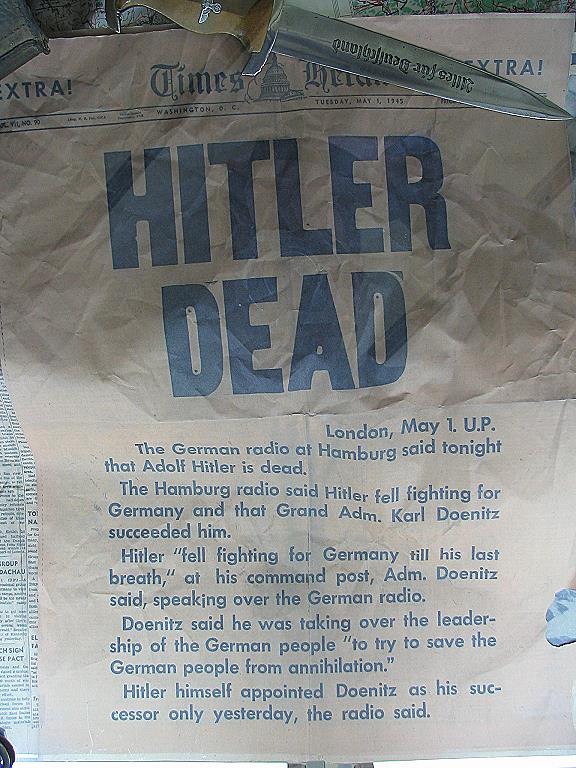 Alles für Deutschland
EXTRA!
Times Herald
EXTRA!
WASHINGTON, D. C.
TUESDAY, MAY 1, 1945
NO. 90
HITLER
DEAD
London, May 1. U.P.
The German radio at Hamburg said tonight
that Adolf Hitler is dead.
The Hamburg radio said Hitler fell fighting for
Germany and that Grand Adm. Karl Doenitz
succeeded him.
Hitler "fell fighting for Germany till his last
breath," at his command post, Adm. Doenitz
said, speaking over the German radio.
Doenitz said he was taking over the leader-
ship of the German people "to try to save the
German people from annihilation."
Hitler himself appointed Doenitz as his suc-
cessor only yesterday, the radio said.
GROUP
DACHAU